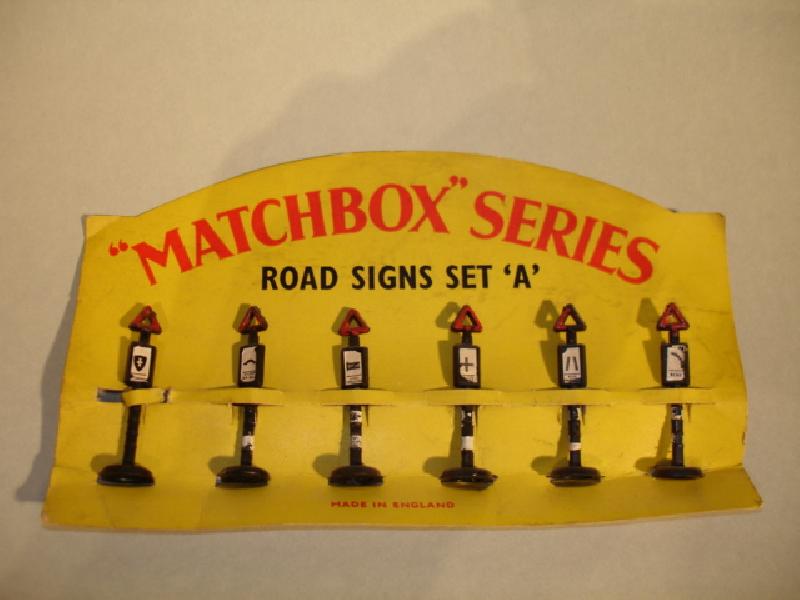 "MATCHBOX" SERIES
ROAD SIGNS SET 'A'
MADE IN ENGLAND